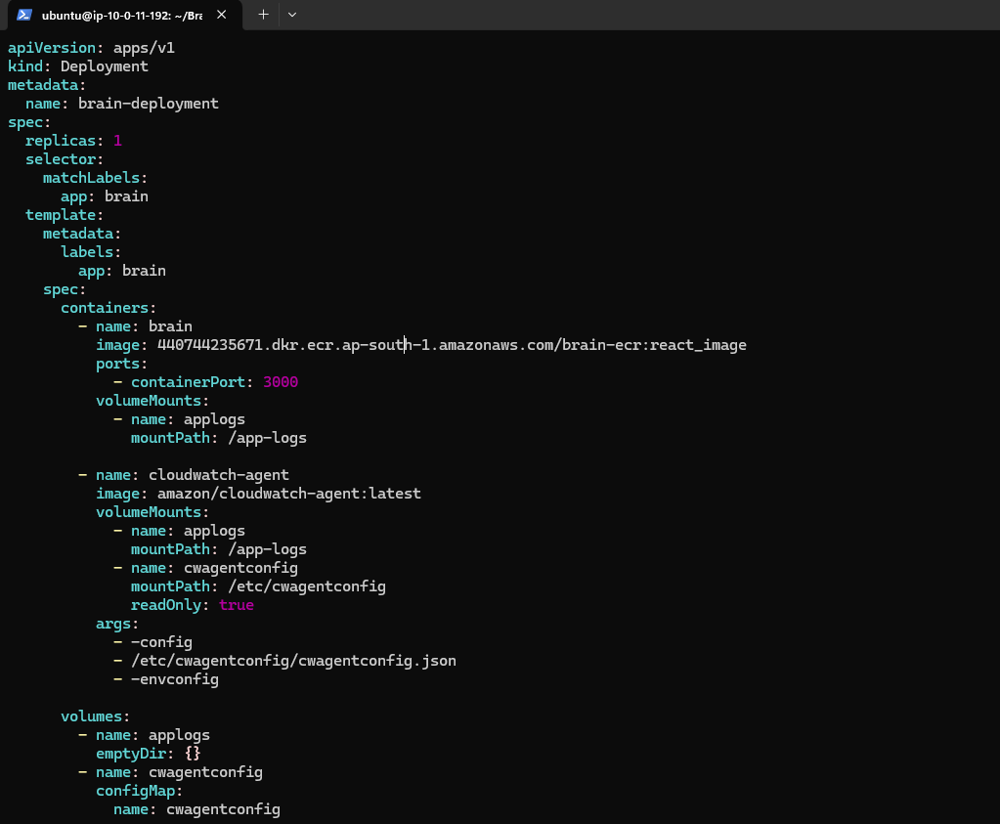 ubuntu@ip-10-0-11-192: ~/Bra
apiVersion: apps/v1
kind: Deployment
metadata:
  name: brain-deployment
spec:
  replicas: 1
  selector:
    matchLabels:
      app: brain
  template:
    metadata:
      labels:
        app: brain
    spec:
      containers:
        - name: brain
          image: 440744235671.dkr.ecr.ap-south-1.amazonaws.com/brain-ecr:react_image
          ports:
            - containerPort: 3000
          volumeMounts:
            - name: applogs
              mountPath: /app-logs

        - name: cloudwatch-agent
          image: amazon/cloudwatch-agent:latest
          volumeMounts:
            - name: applogs
              mountPath: /app-logs
            - name: cwagentconfig
              mountPath: /etc/cwagentconfig
              readOnly: true
          args:
            - -config
            - /etc/cwagentconfig/cwagentconfig.json
            - -envconfig

      volumes:
        - name: applogs
          emptyDir: {}
        - name: cwagentconfig
          configMap:
            name: cwagentconfig